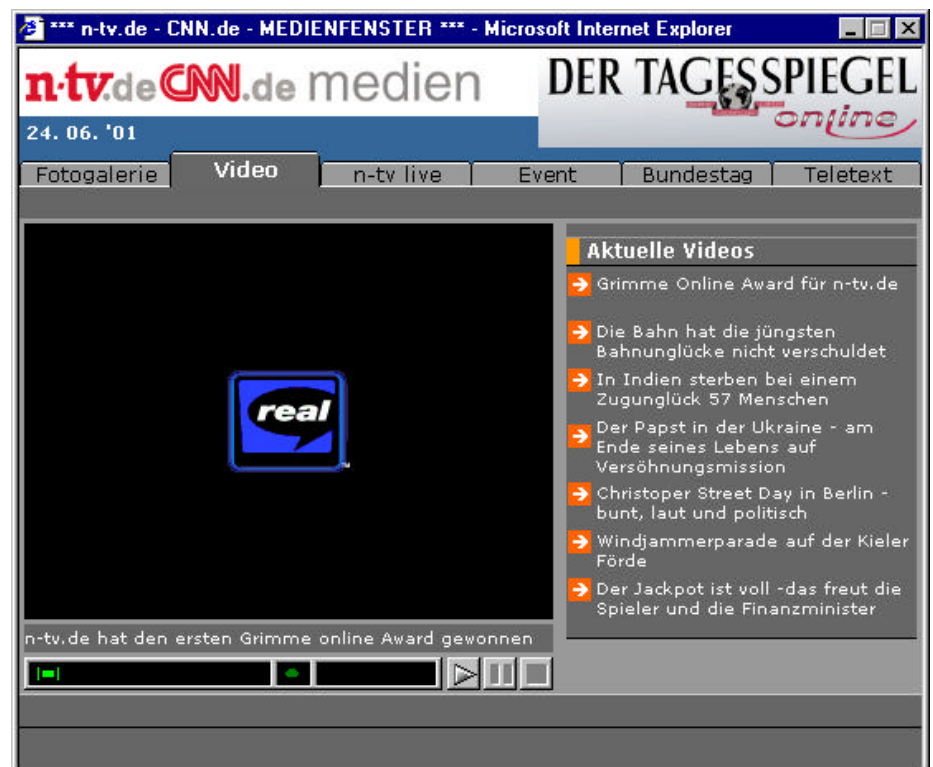 *** n-tv.de - CNN.de - MEDIENFENSTER *** - Microsoft Internet Explorer
n-tv.de CNN.de medien
DER TAGESSPIEGEL
online
24. 06. '01
Fotogalerie Video n-tv live Event Bundestag Teletext
real
n-tv.de hat den ersten Grimme online Award gewonnen
Aktuelle Videos
Grimme Online Award für n-tv.de
Die Bahn hat die jüngsten
Bahnunglücke nicht verschuldet
In Indien sterben bei einem
Zugunglück 57 Menschen
Der Papst in der Ukraine - am
Ende seines Lebens auf
Versöhnungsmission
Christoper Street Day in Berlin -
bunt, laut und politisch
Windjammerparade auf der Kieler
Förde
Der Jackpot ist voll -das freut die
Spieler und die Finanzminister